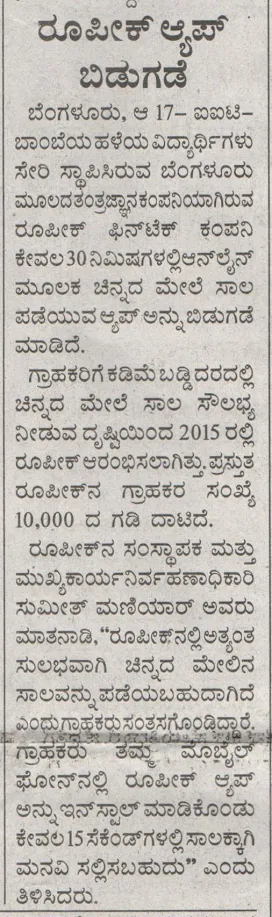 ರೂಪೀಕ್ ಆ್ಯಪ್
ಬಿಡುಗಡೆ
ಬೆಂಗಳೂರು, ಆ 17– ಐಐಟಿ–
ಬಾಂಬೆಯ ಹಳೆಯ ವಿದ್ಯಾರ್ಥಿಗಳು
ಸೇರಿ ಸ್ಥಾಪಿಸಿರುವ ಬೆಂಗಳೂರು
ಮೂಲದ ತಂತ್ರಜ್ಞಾನ ಕಂಪನಿಯಾಗಿರುವ
ರೂಪೀಕ್ ಫಿನ್‌ಟೆಕ್ ಕಂಪನಿ
ಕೇವಲ 30 ನಿಮಿಷಗಳಲ್ಲಿ ಆನ್‌ಲೈನ್
ಮೂಲಕ ಚಿನ್ನದ ಮೇಲೆ ಸಾಲ
ಪಡೆಯುವ ಆ್ಯಪ್ ಅನ್ನು ಬಿಡುಗಡೆ
ಮಾಡಿದೆ.
ಗ್ರಾಹಕರಿಗೆ ಕಡಿಮೆ ಬಡ್ಡಿ ದರದಲ್ಲಿ
ಚಿನ್ನದ ಮೇಲೆ ಸಾಲ ಸೌಲಭ್ಯ
ನೀಡುವ ದೃಷ್ಟಿಯಿಂದ 2015 ರಲ್ಲಿ
ರೂಪೀಕ್ ಆರಂಭಿಸಲಾಗಿತ್ತು. ಪ್ರಸ್ತುತ
ರೂಪೀಕ್‌ನ ಗ್ರಾಹಕರ ಸಂಖ್ಯೆ
10,000 ದ ಗಡಿ ದಾಟಿದೆ.
ರೂಪೀಕ್‌ನ ಸಂಸ್ಥಾಪಕ ಮತ್ತು
ಮುಖ್ಯಕಾರ್ಯನಿರ್ವಹಣಾಧಿಕಾರಿ
ಸುಮೀತ್ ಮಣಿಯಾರ್ ಅವರು
ಮಾತನಾಡಿ, “ರೂಪೀಕ್‌ನಲ್ಲಿ ಅತ್ಯಂತ
ಸುಲಭವಾಗಿ ಚಿನ್ನದ ಮೇಲಿನ
ಸಾಲವನ್ನು ಪಡೆಯಬಹುದಾಗಿದೆ
ಎಂದು ಗ್ರಾಹಕರು ಸಂತಸಗೊಂಡಿದ್ದಾರೆ.
ಗ್ರಾಹಕರು ತಮ್ಮ ಮೊಬೈಲ್
ಫೋನ್‌ನಲ್ಲಿ ರೂಪೀಕ್ ಆ್ಯಪ್
ಅನ್ನು ಇನ್‌ಸ್ಟಾಲ್ ಮಾಡಿಕೊಂಡು
ಕೇವಲ 15 ಸೆಕೆಂಡ್‌ಗಳಲ್ಲಿ ಸಾಲಕ್ಕಾಗಿ
ಮನವಿ ಸಲ್ಲಿಸಬಹುದು” ಎಂದು
ತಿಳಿಸಿದರು.